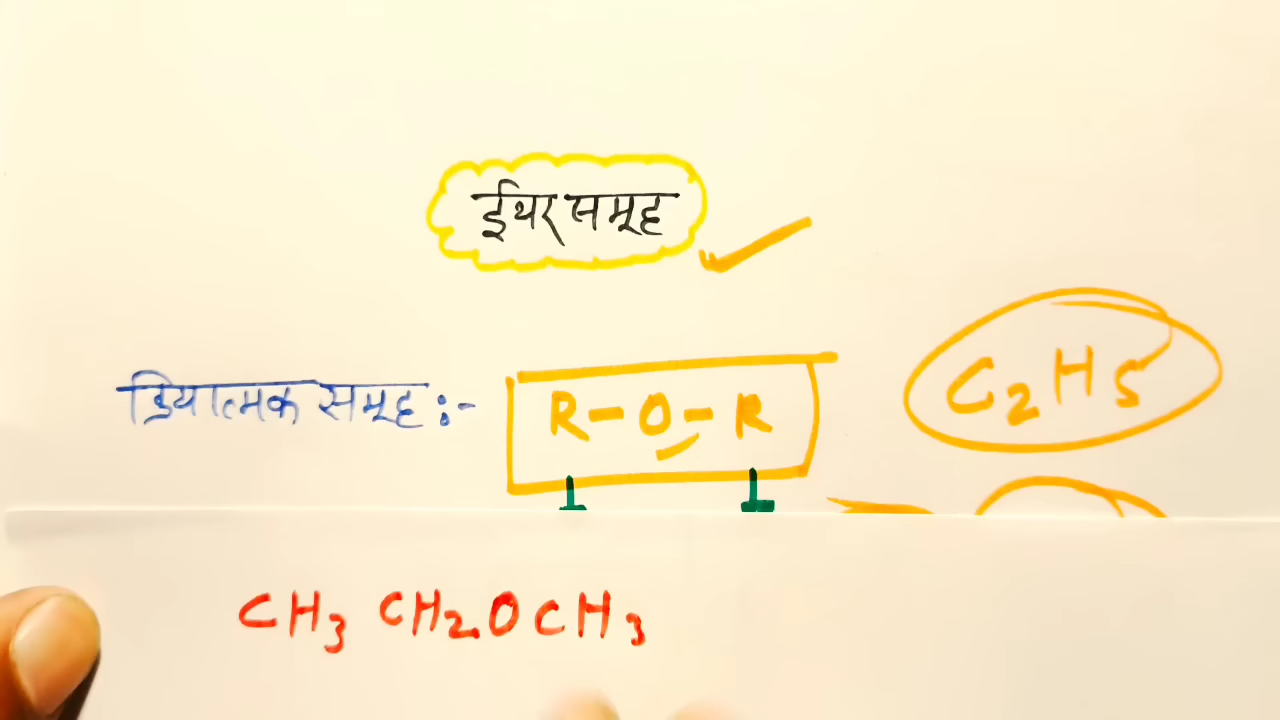 ईथर समूह
क्रियात्मक समूह :- R-O-R C2H5
CH3 CH2OCH3